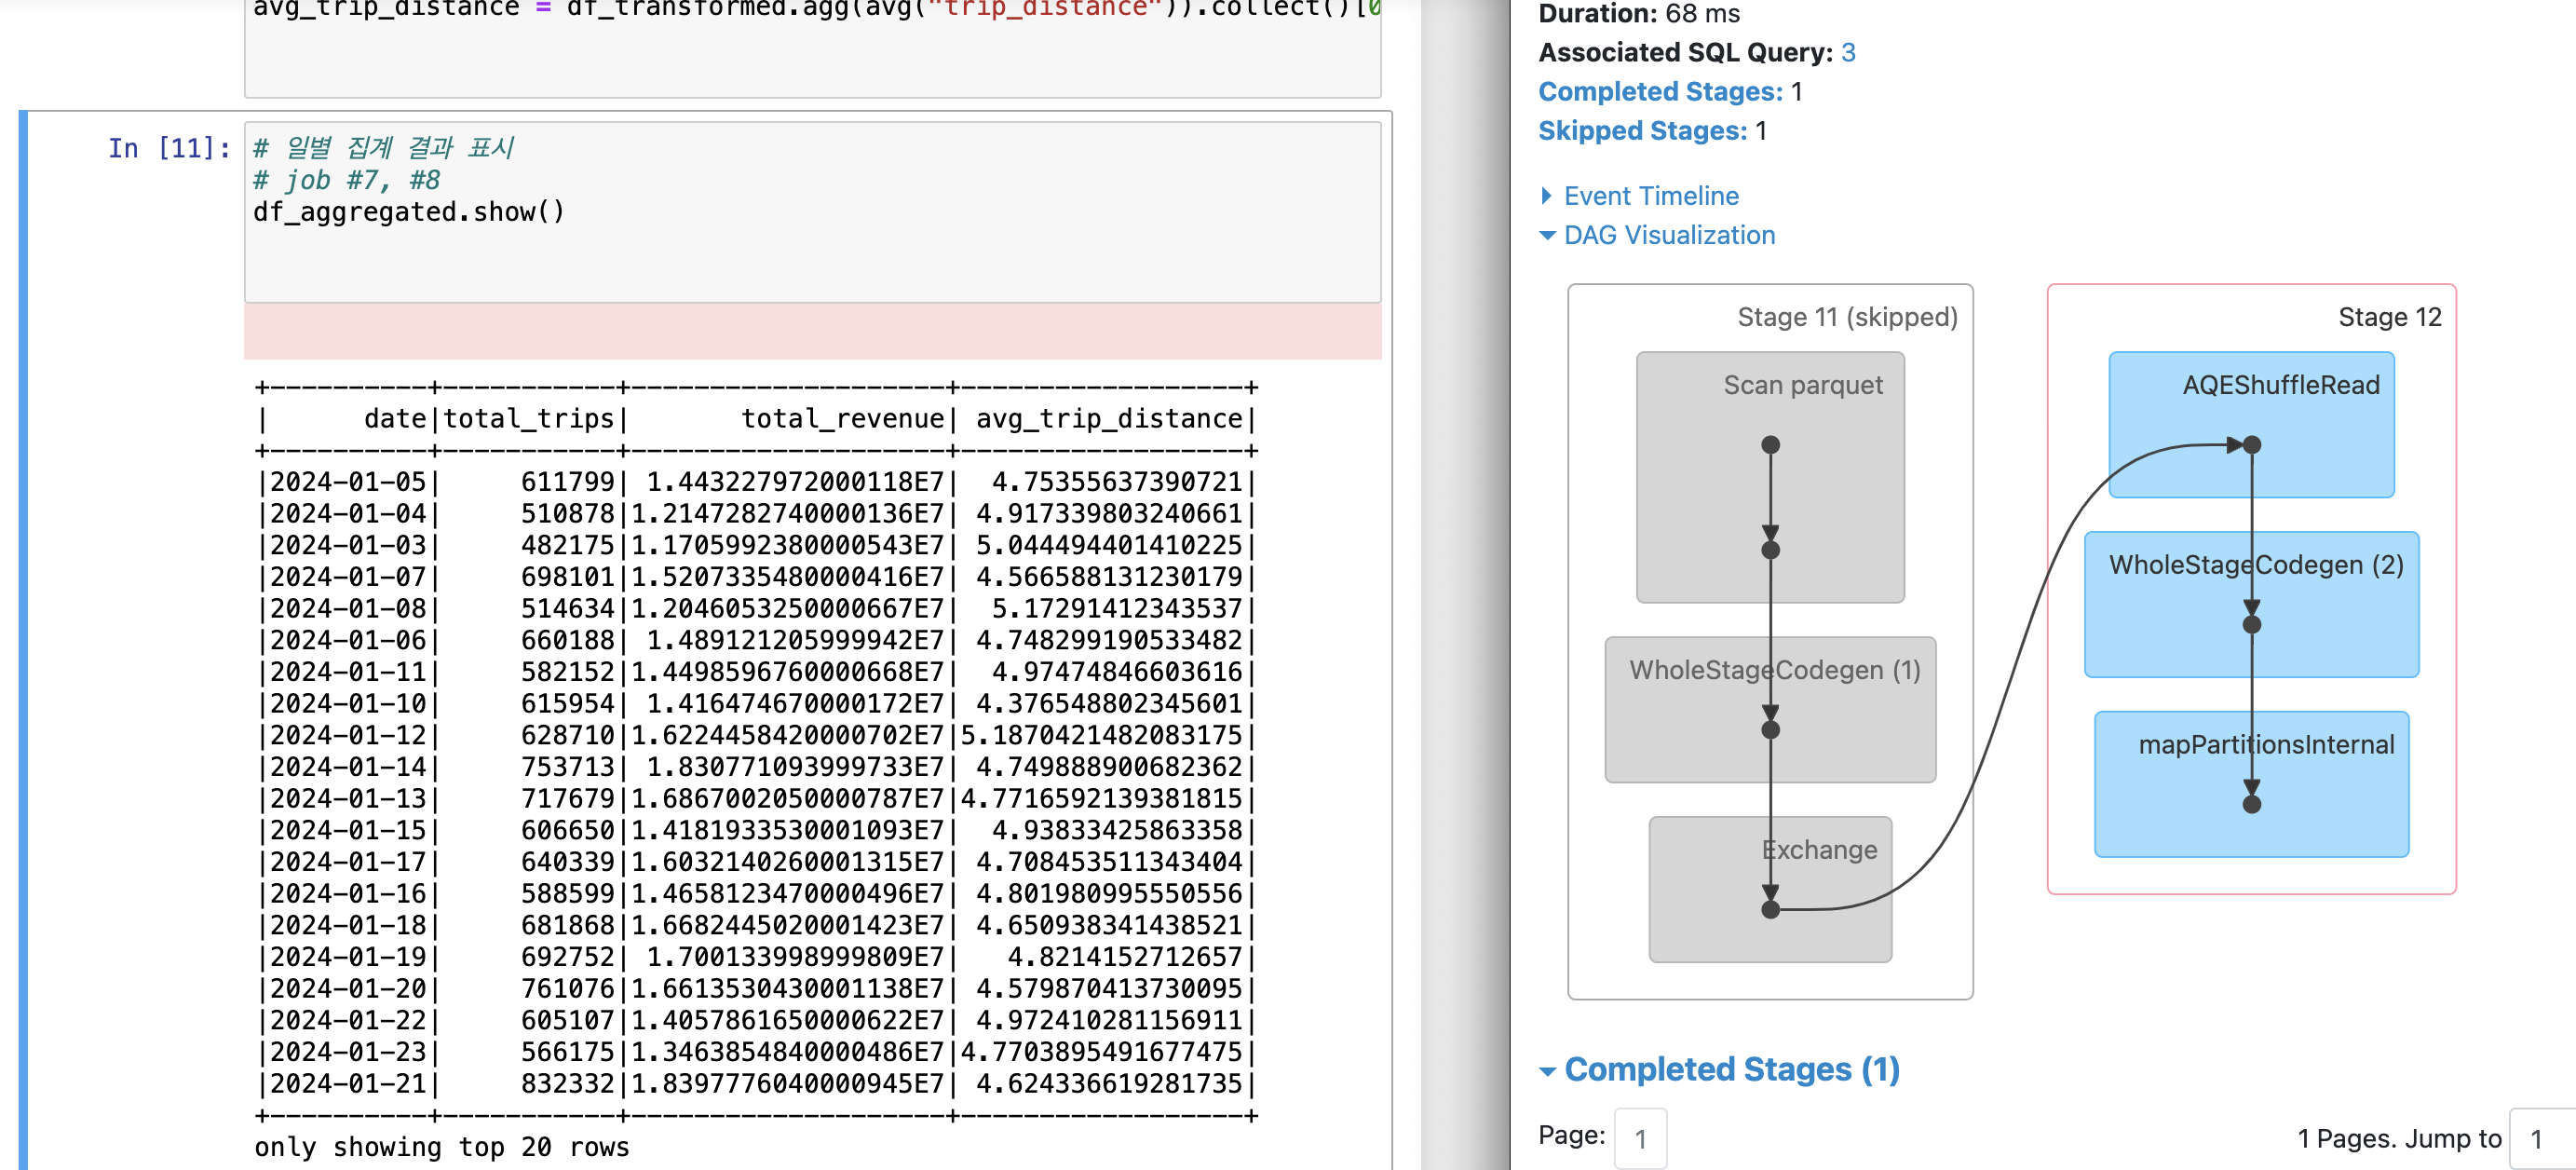 avg_trip_distance = df_transformed.agg(avg("trip_distance")).collect()[0
In [11]:
# 일별 집계 결과 표시
# job #7, #8
df_aggregated.show()
+----------+-----------+--------------------+------------------+
|      date|total_trips|       total_revenue| avg_trip_distance|
+----------+-----------+--------------------+------------------+
|2024-01-05|     611799| 1.443227972000118E7|  4.75355637390721|
|2024-01-04|     510878|1.2147282740000136E7| 4.917339803240661|
|2024-01-03|     482175|1.1705992380000543E7| 5.044494401410225|
|2024-01-07|     698101|1.5207335480000416E7| 4.566588131230179|
|2024-01-08|     514634|1.2046053250000667E7|  5.17291412343537|
|2024-01-06|     660188| 1.489121205999942E7| 4.748299190533482|
|2024-01-11|     582152|1.4498596760000668E7|  4.97474846603616|
|2024-01-10|     615954| 1.416474670000172E7| 4.376548802345601|
|2024-01-12|     628710|1.6224458420000702E7|5.1870421482083175|
|2024-01-14|     753713| 1.830771093999733E7| 4.749888900682362|
|2024-01-13|     717679|1.6867002050000787E7|4.7716592139381815|
|2024-01-15|     606650|1.4181933530001093E7|  4.93833425863358|
|2024-01-17|     640339|1.6032140260001315E7| 4.708453511343404|
|2024-01-16|     588599|1.4658123470000496E7| 4.801980995550556|
|2024-01-18|     681868|1.6682445020001423E7| 4.650938341438521|
|2024-01-19|     692752| 1.700133998999809E7|   4.8214152712657|
|2024-01-20|     761076|1.6613530430001138E7| 4.579870413730095|
|2024-01-22|     605107|1.4057861650000622E7| 4.972410281156911|
|2024-01-23|     566175|1.3463854840000486E7|4.7703895491677475|
|2024-01-21|     832332|1.8397776040000945E7| 4.624336619281735|
+----------+-----------+--------------------+------------------+
only showing top 20 rows
Duration: 68 ms
Associated SQL Query: 3
Completed Stages: 1
Skipped Stages: 1
Event Timeline
DAG Visualization
Stage 11 (skipped)
Scan parquet
WholeStageCodegen (1)
Exchange
Stage 12
AQEShuffleRead
WholeStageCodegen (2)
mapPartitionsInternal
Completed Stages (1)
Page: 1
1 Pages. Jump to 1